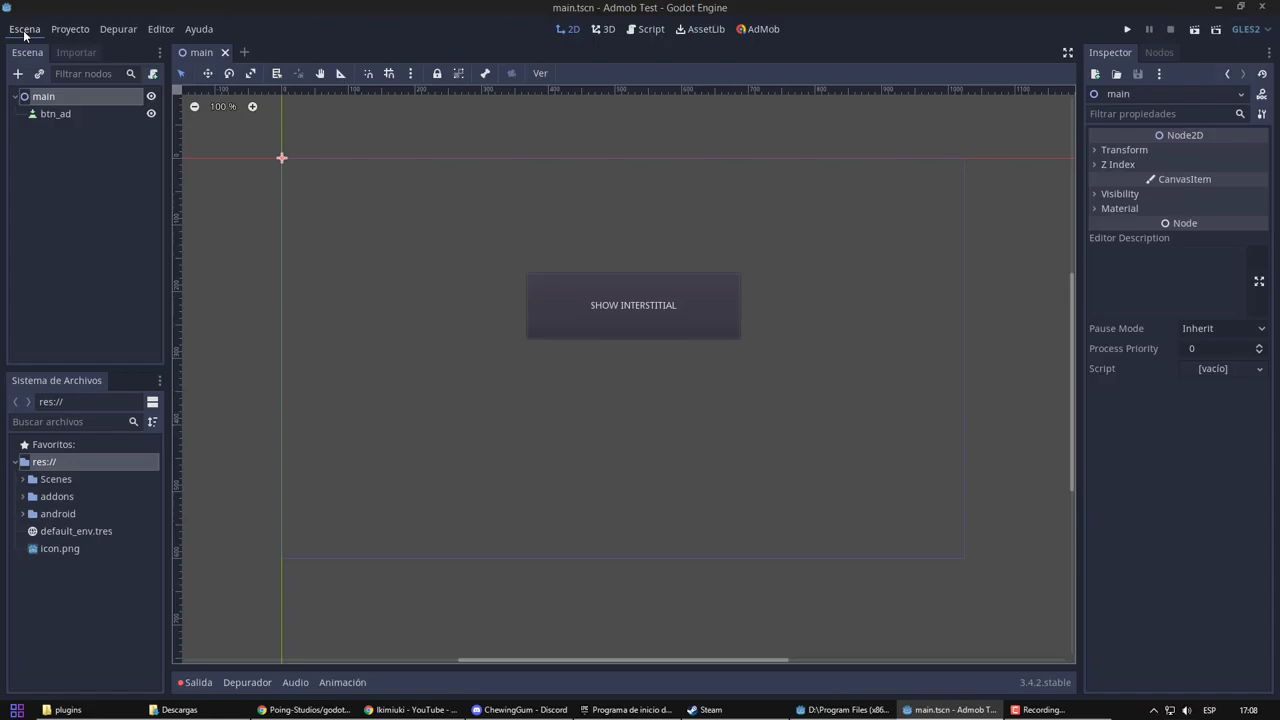 main.tscn - Admob Test - Godot Engine
Escena Proyecto Depurar Editor Ayuda
2D 3D Script AssetLib AdMob
GLES2
Escena Importar
main
Inspector Nodos
Filtrar nodos
Ver
main
btn_ad
100 %
main
Filtrar propiedades
Node2D
Transform
Z Index
CanvasItem
Visibility
Material
Node
Editor Description
SHOW INTERSTITIAL
Pause Mode Inherit
Process Priority 0
Script [vacío]
Sistema de Archivos
res://
Buscar archivos
Favoritos:
res://
Scenes
addons
android
default_env.tres
icon.png
Salida Depurador Audio Animación
3.4.2.stable
plugins Descargas Poing-Studios/godot... Ikimiuki - YouTube - ... DChewingGum - Discord Programa de inicio d... Steam D:\Program Files (x86... main.tscn - Admob T... Recording...
ESP 17:08